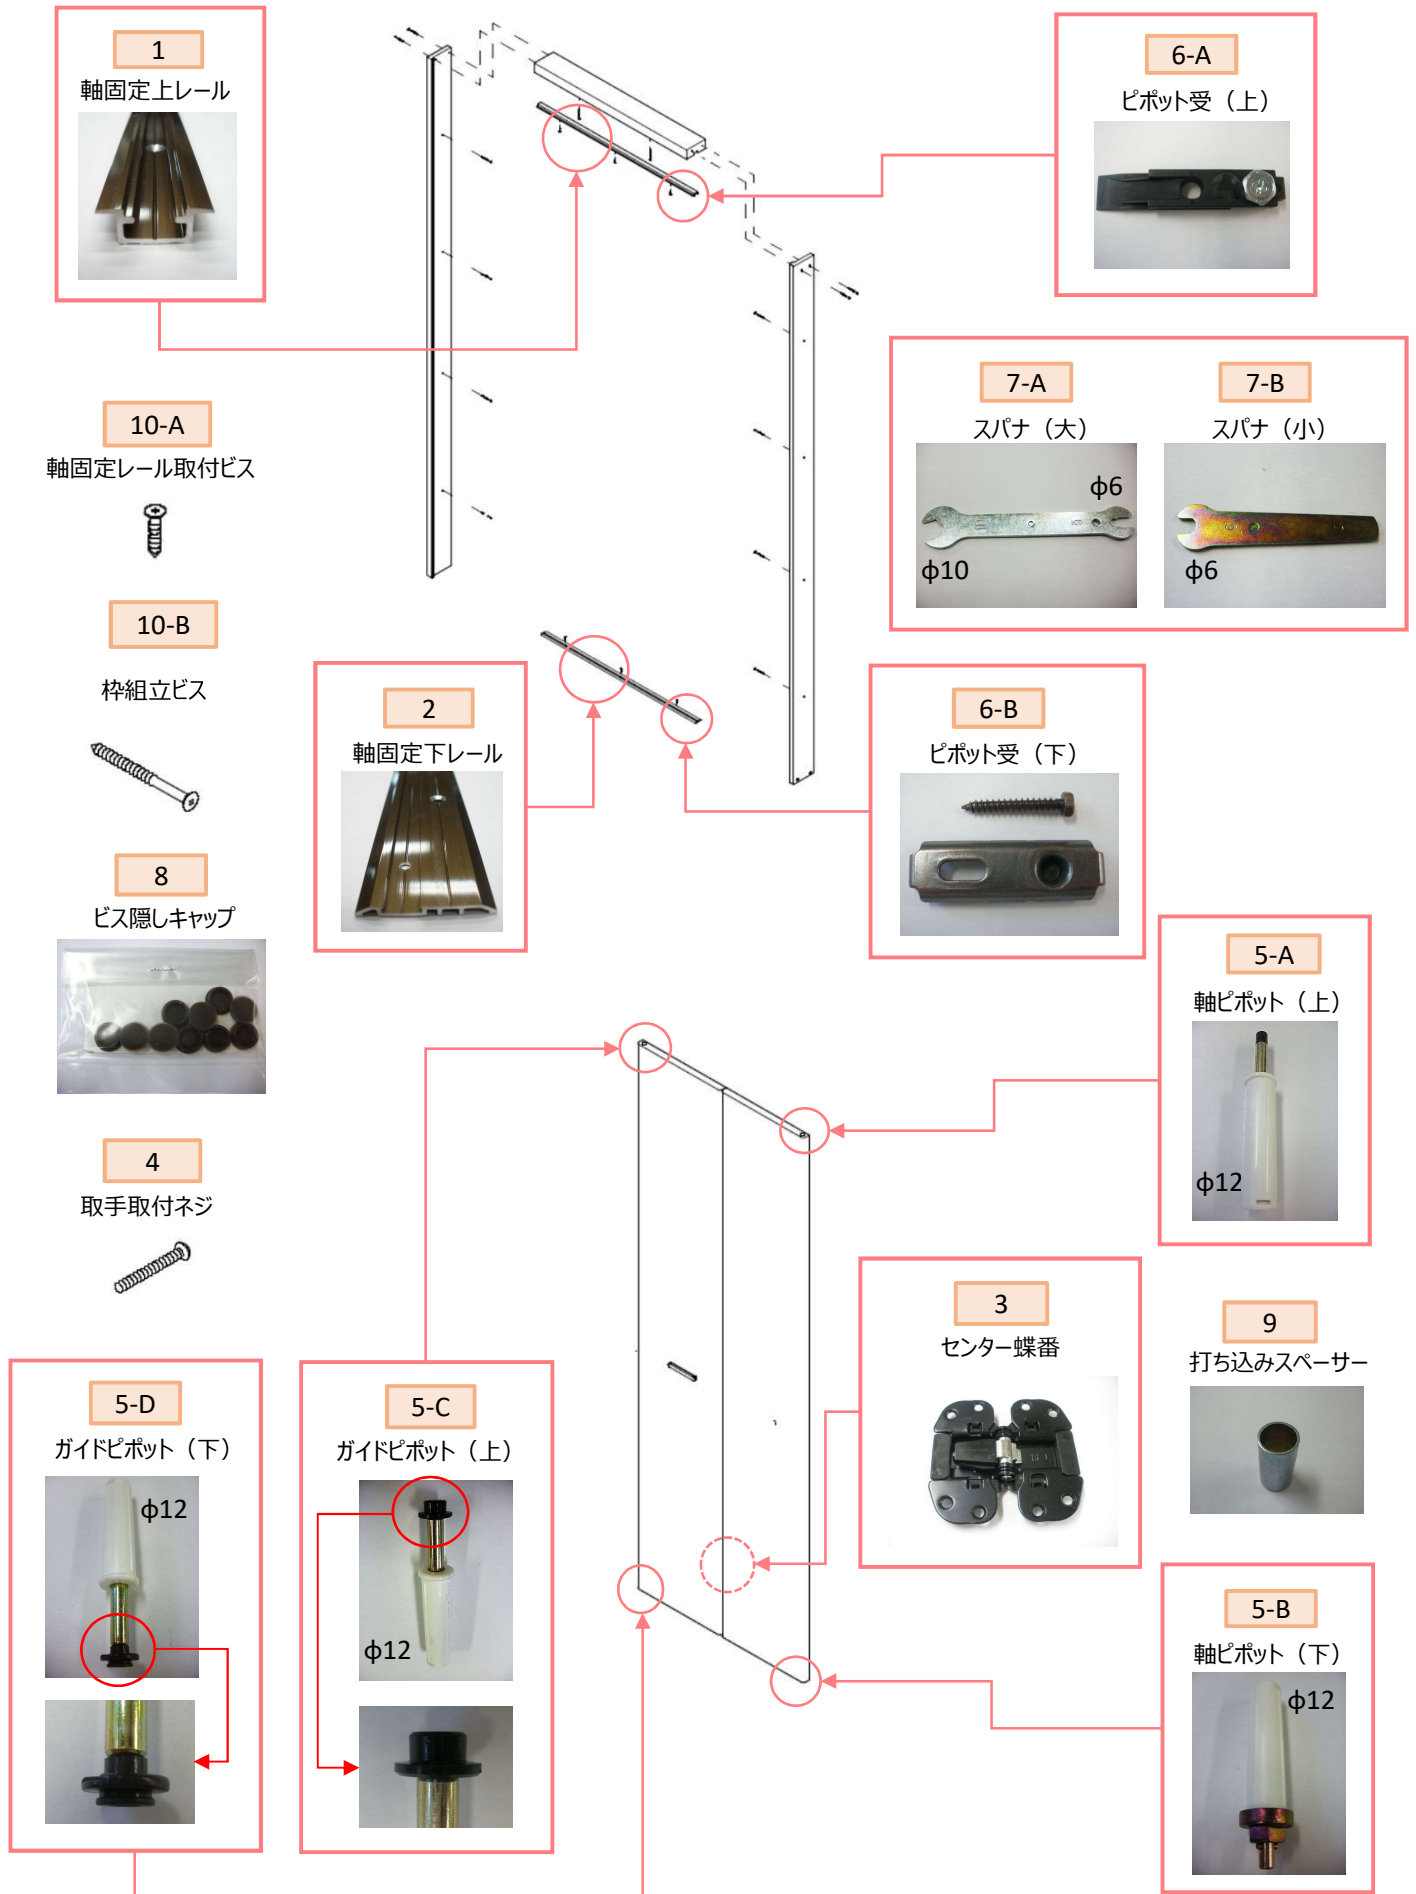 1
軸固定上レール
6-A
ピポット受（上）
7-A
スパナ（大）
φ6
φ10
7-B
スパナ（小）
φ6
10-A
軸固定レール取付ビス
10-B
枠組立ビス
2
軸固定下レール
6-B
ピポット受（下）
8
ビス隠しキャップ
5-A
軸ピポット（上）
φ12
4
取手取付ネジ
3
センター蝶番
9
打ち込みスペーサー
5-D
ガイドピポット（下）
φ12
5-C
ガイドピポット（上）
φ12
5-B
軸ピポット（下）
φ12